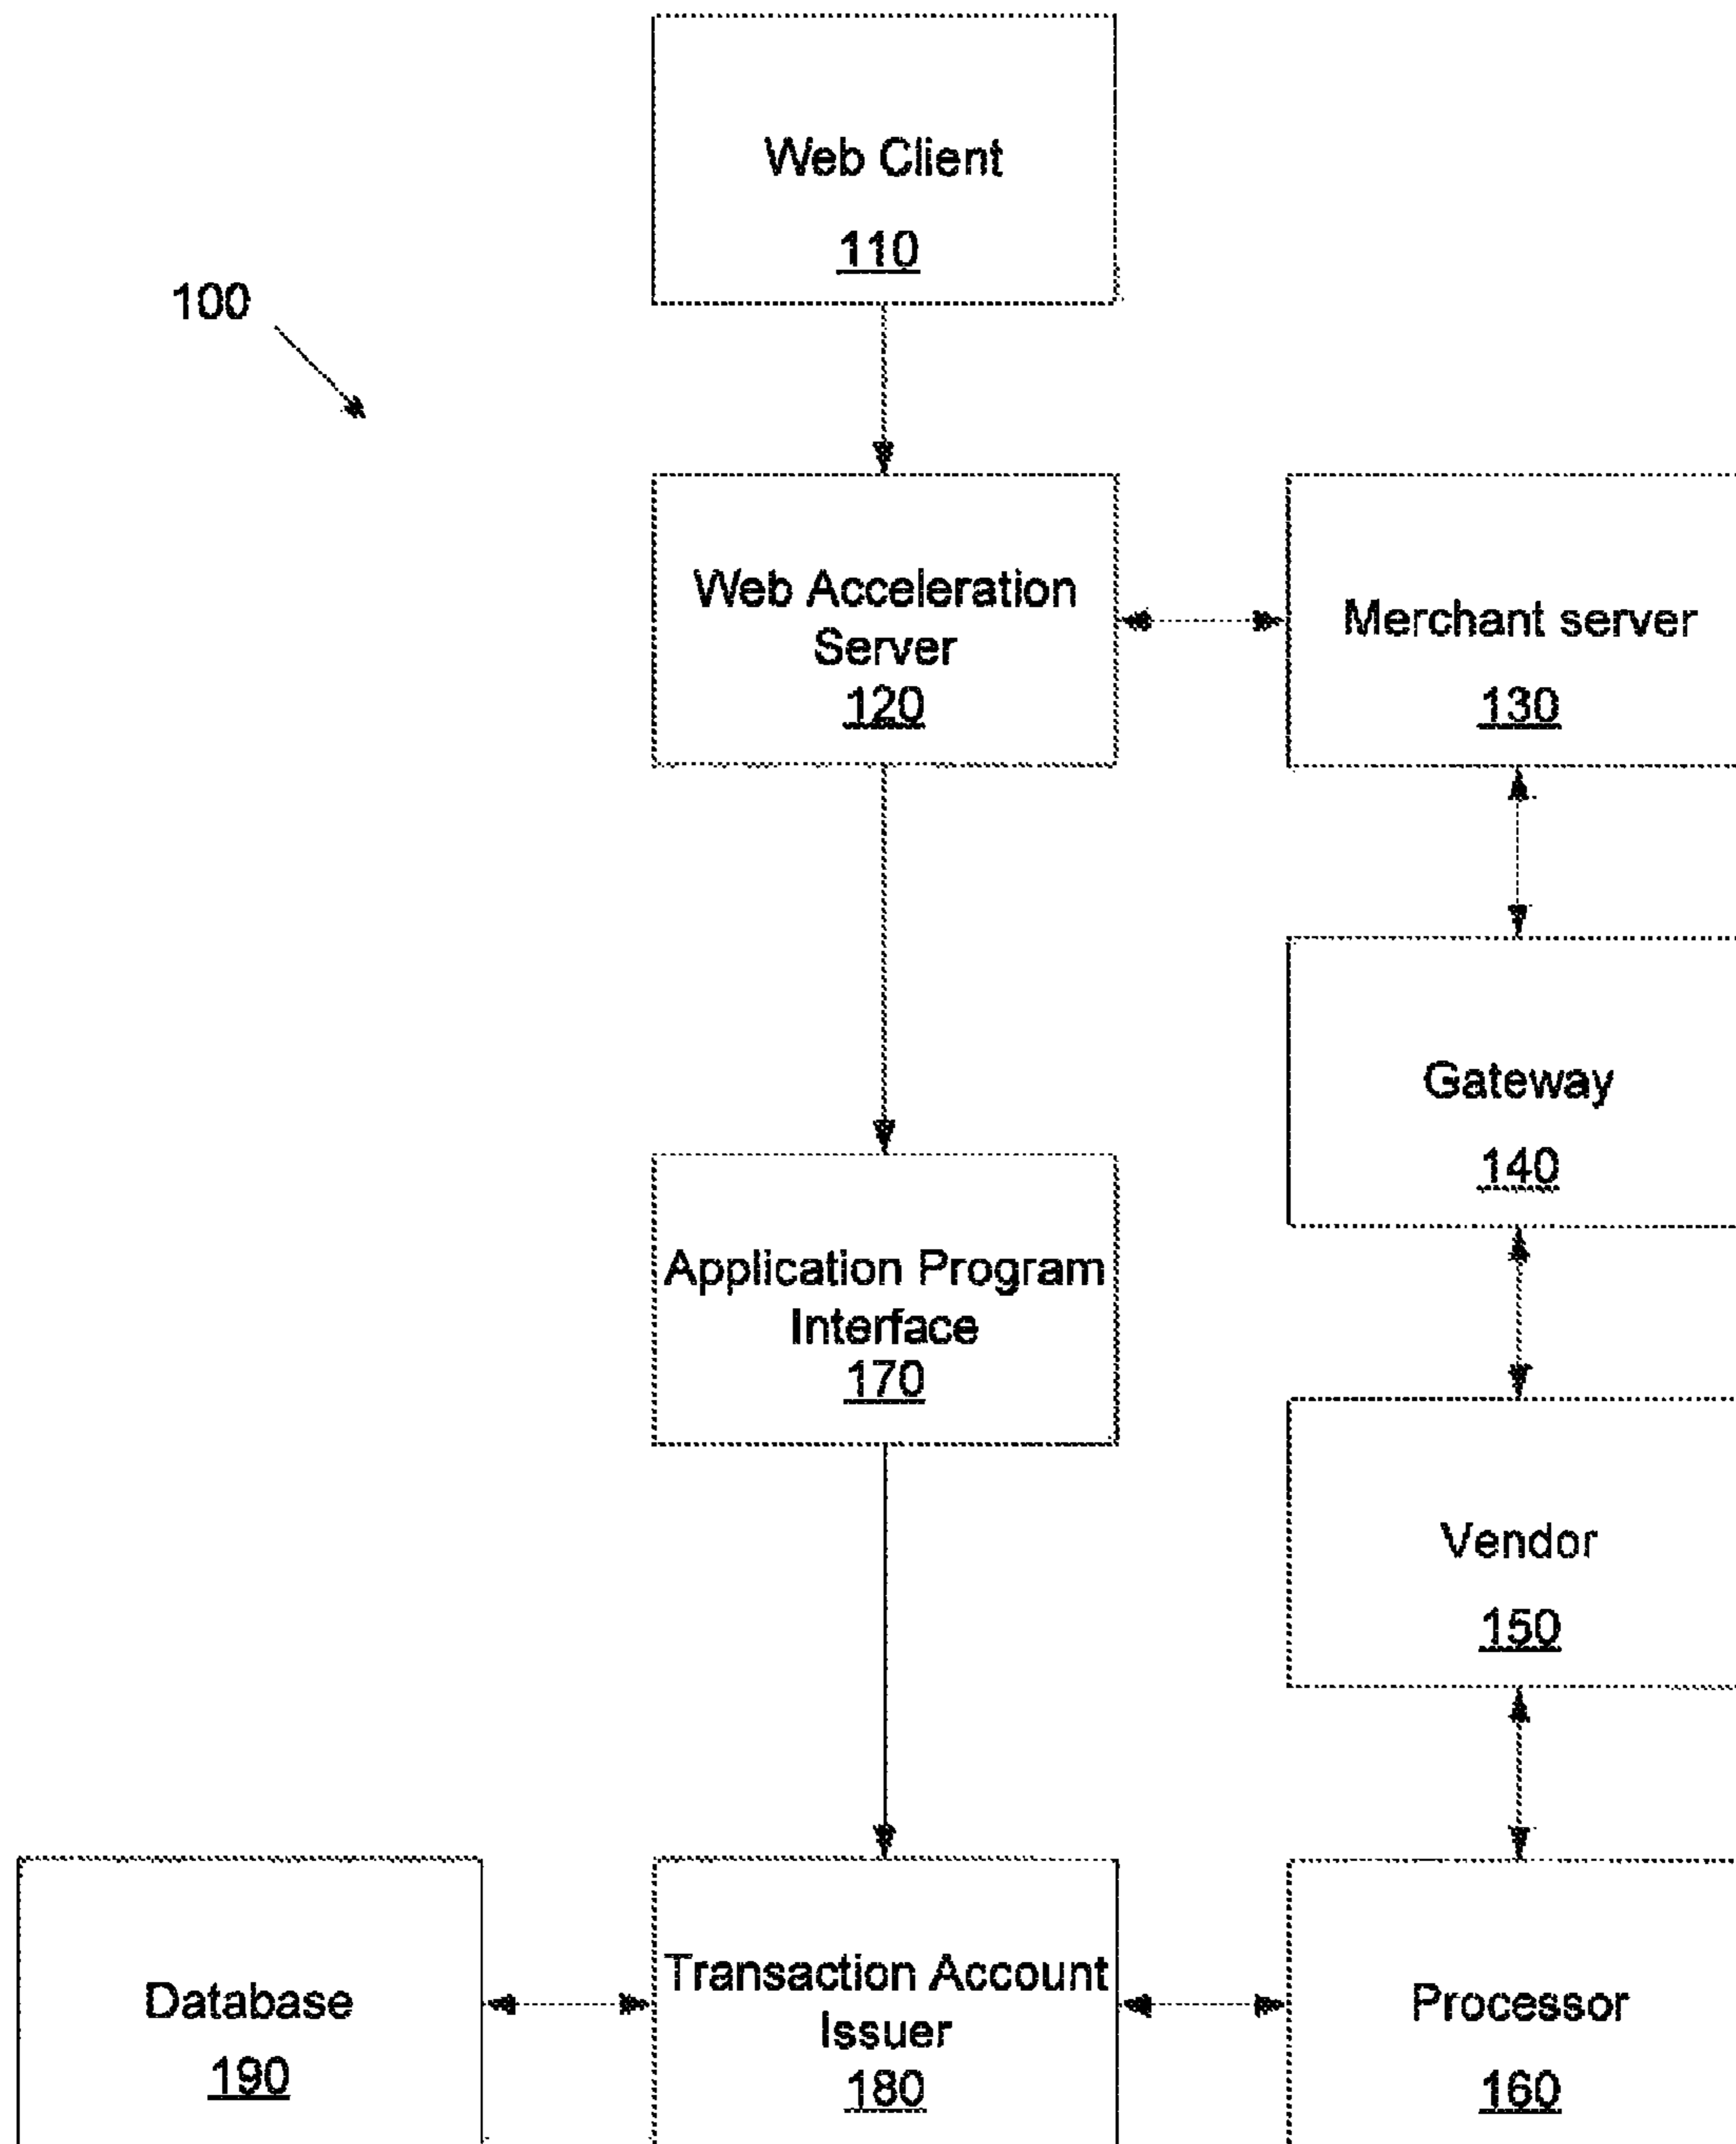 Web Client
110
100
Web Acceleration
Server
120
Merchant server
130
Gateway
140
Application Program
Interface
170
Vendor
150
Database
190
Transaction Account
Issuer
180
Processor
160